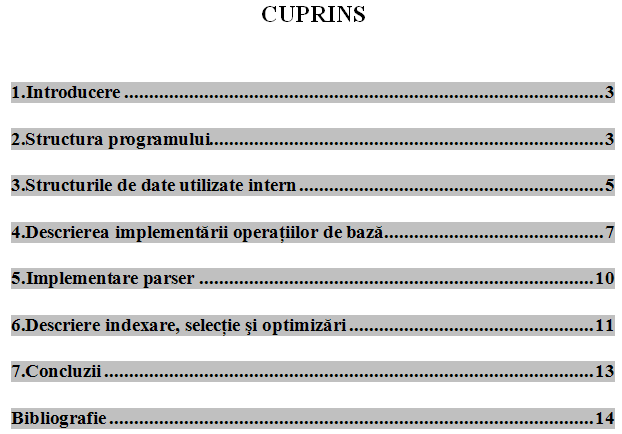 CUPRINS
1.Introducere ................................................................................................3
2.Structura programului...............................................................................3
3.Structurile de date utilizate intern .............................................................5
4.Descrierea implementării operațiilor de bază............................................7
5.Implementare parser ...............................................................................10
6.Descriere indexare, selecție şi optimizări .................................................11
7.Concluzii ..................................................................................................13
Bibliografie .................................................................................................14